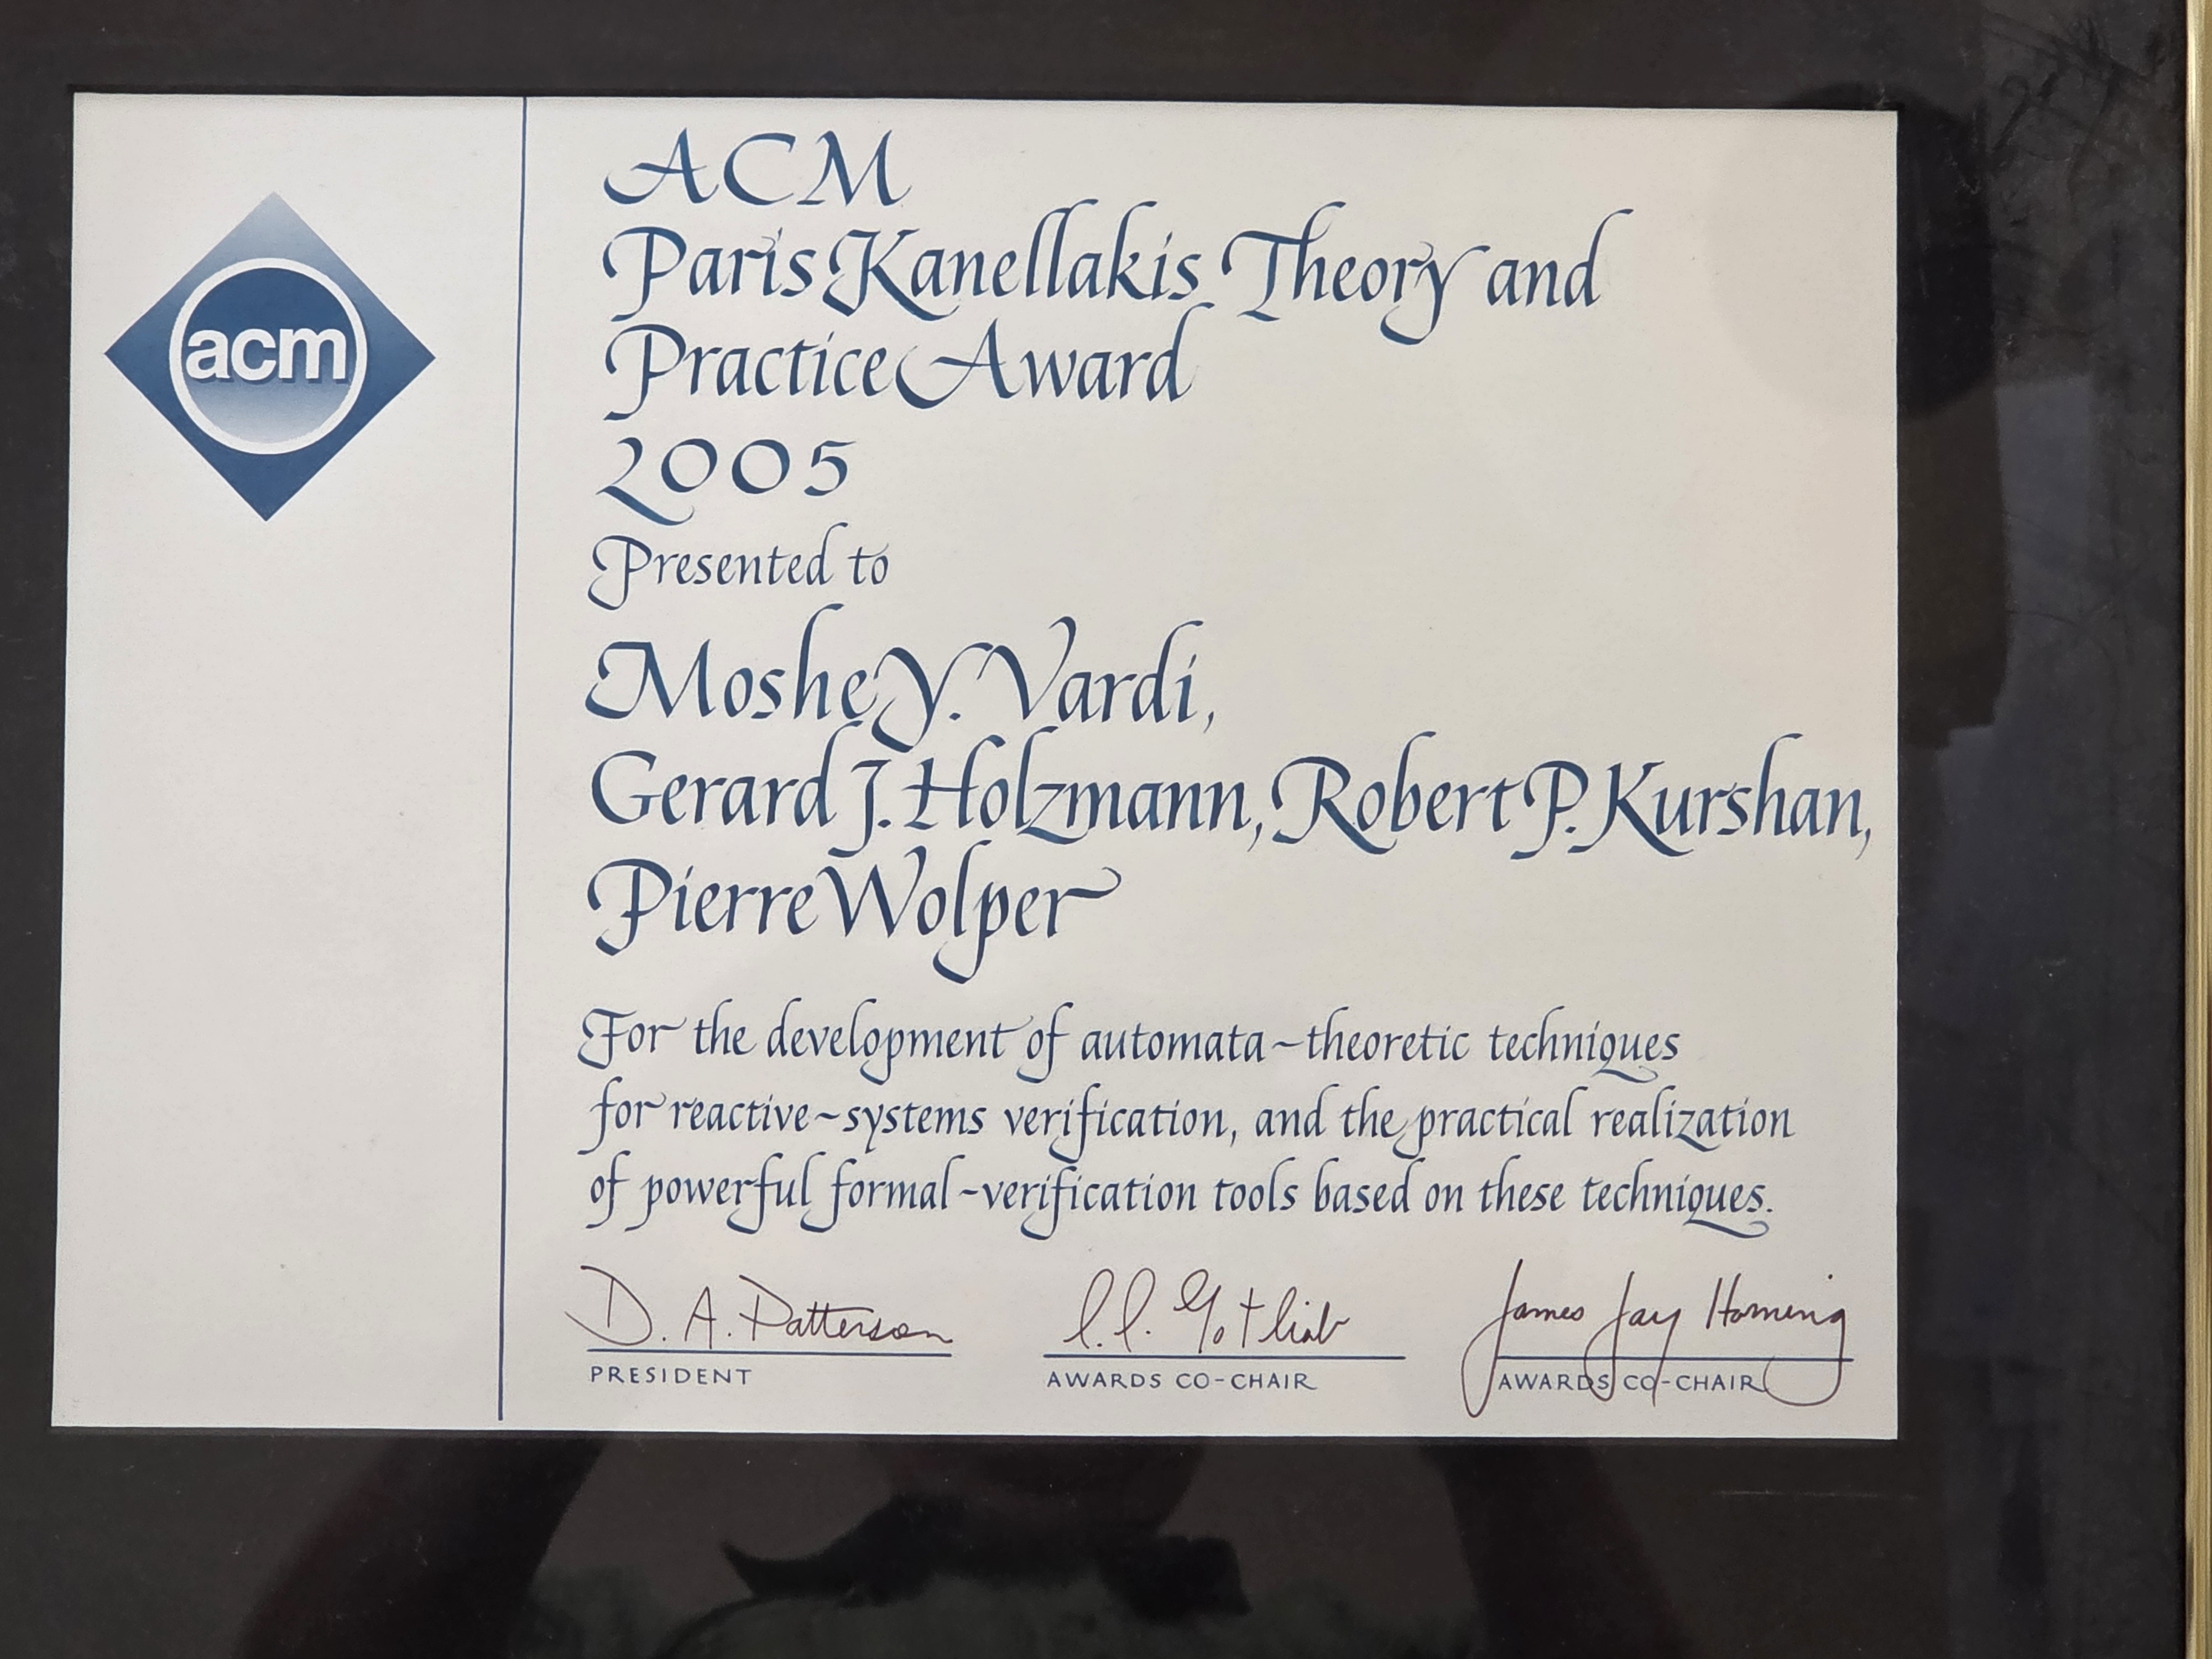 acm
ACM
Paris Kanellakis Theory and
Practice Award
2005
Presented to
Moshe Y. Vardi,
Gerard J. Holzmann, Robert P. Kurshan,
Pierre Wolper
For the development of automata-theoretic techniques
for reactive-systems verification, and the practical realization
of powerful formal-verification tools based on these techniques.
D. A. Patterson
C. C. Gotlieb
James Jay Horning
PRESIDENT
AWARDS CO-CHAIR
AWARDS CO-CHAIR